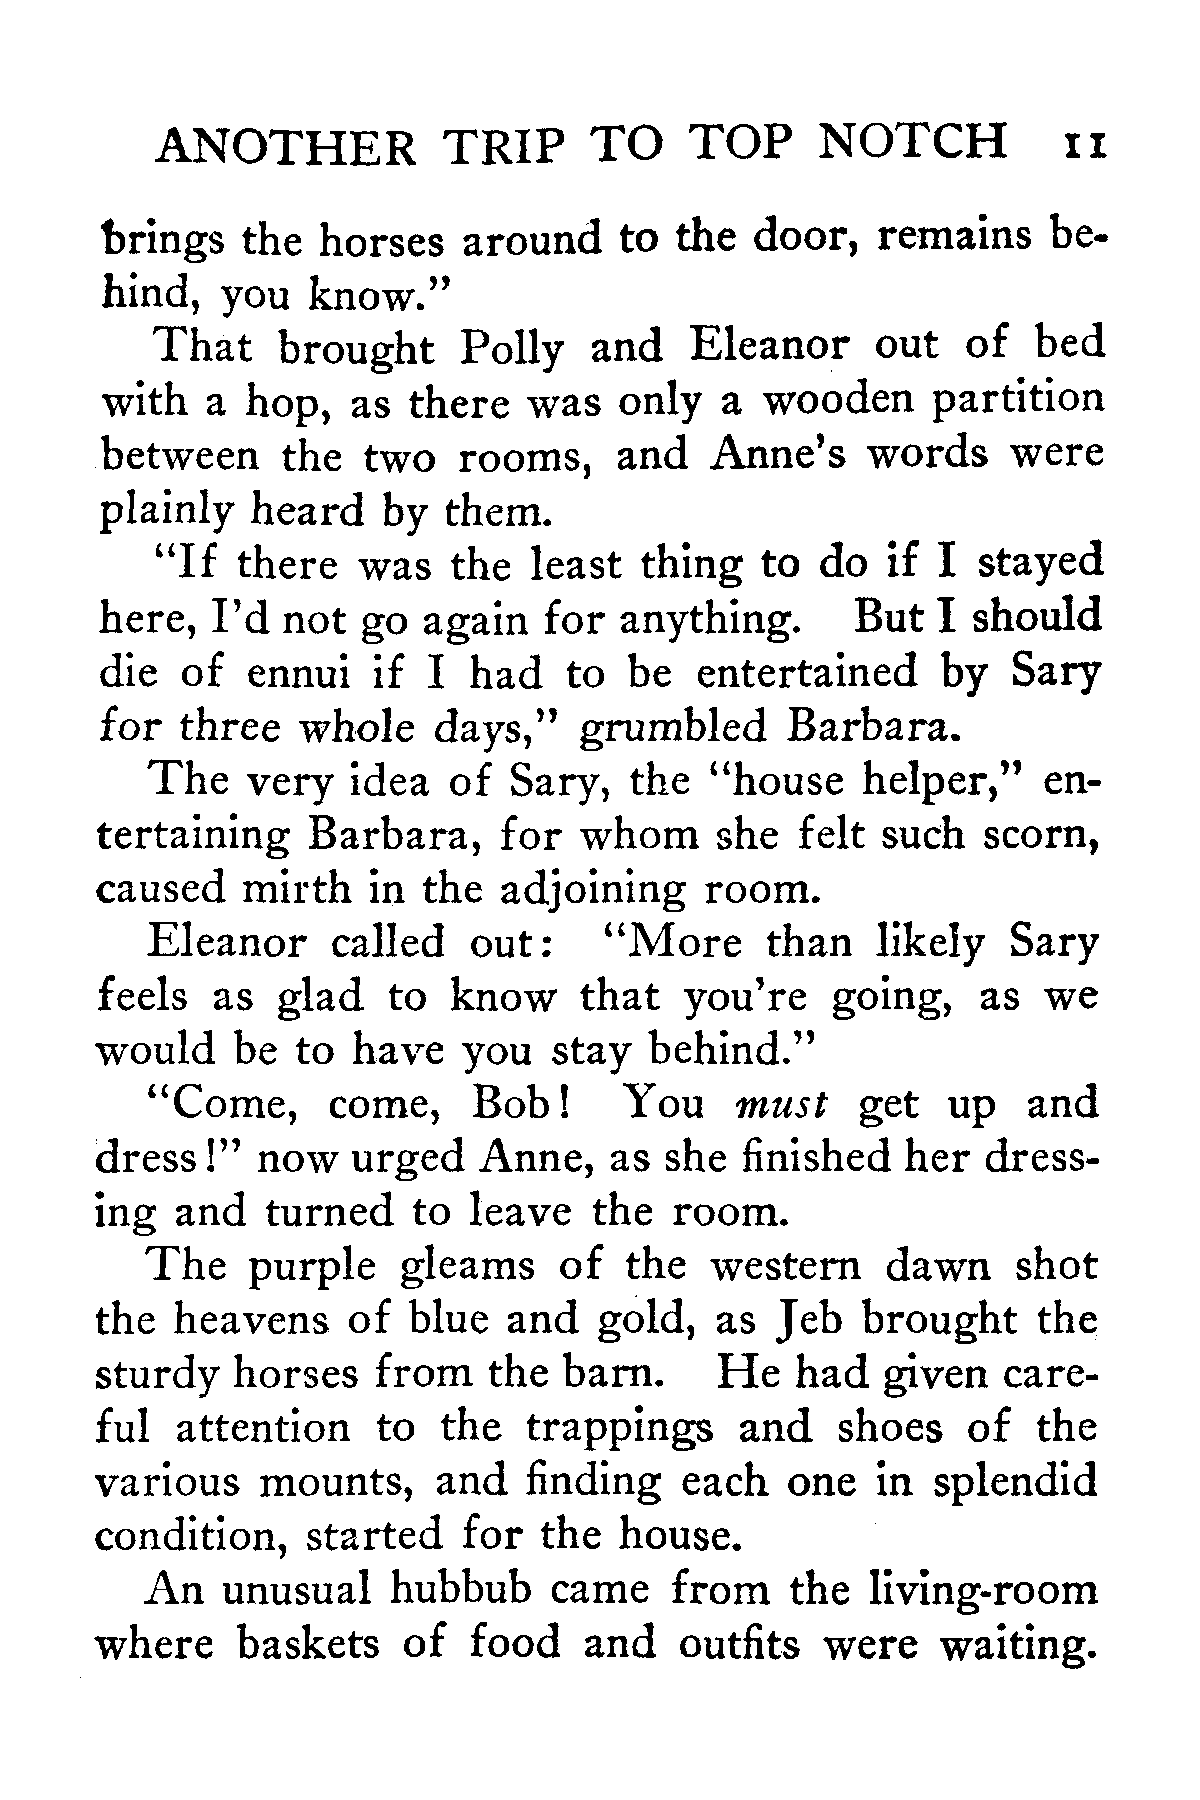 ANOTHER TRIP TO TOP NOTCH 11
brings the horses around to the door, remains be-
hind, you know."
That brought Polly and Eleanor out of bed
with a hop, as there was only a wooden partition
between the two rooms, and Anne's words were
plainly heard by them.
"If there was the least thing to do if I stayed
here, I'd not go again for anything. But I should
die of ennui if I had to be entertained by Sary
for three whole days," grumbled Barbara.
The very idea of Sary, the "house helper," en-
tertaining Barbara, for whom she felt such scorn,
caused mirth in the adjoining room.
Eleanor called out: "More than likely Sary
feels as glad to know that you're going, as we
would be to have you stay behind."
"Come, come, Bob! You must get up and
dress!" now urged Anne, as she finished her dress-
ing and turned to leave the room.
The purple gleams of the western dawn shot
the heavens of blue and gold, as Jeb brought the
sturdy horses from the barn. He had given care-
ful attention to the trappings and shoes of the
various mounts, and finding each one in splendid
condition, started for the house.
An unusual hubbub came from the living-room
where baskets of food and outfits were waiting.